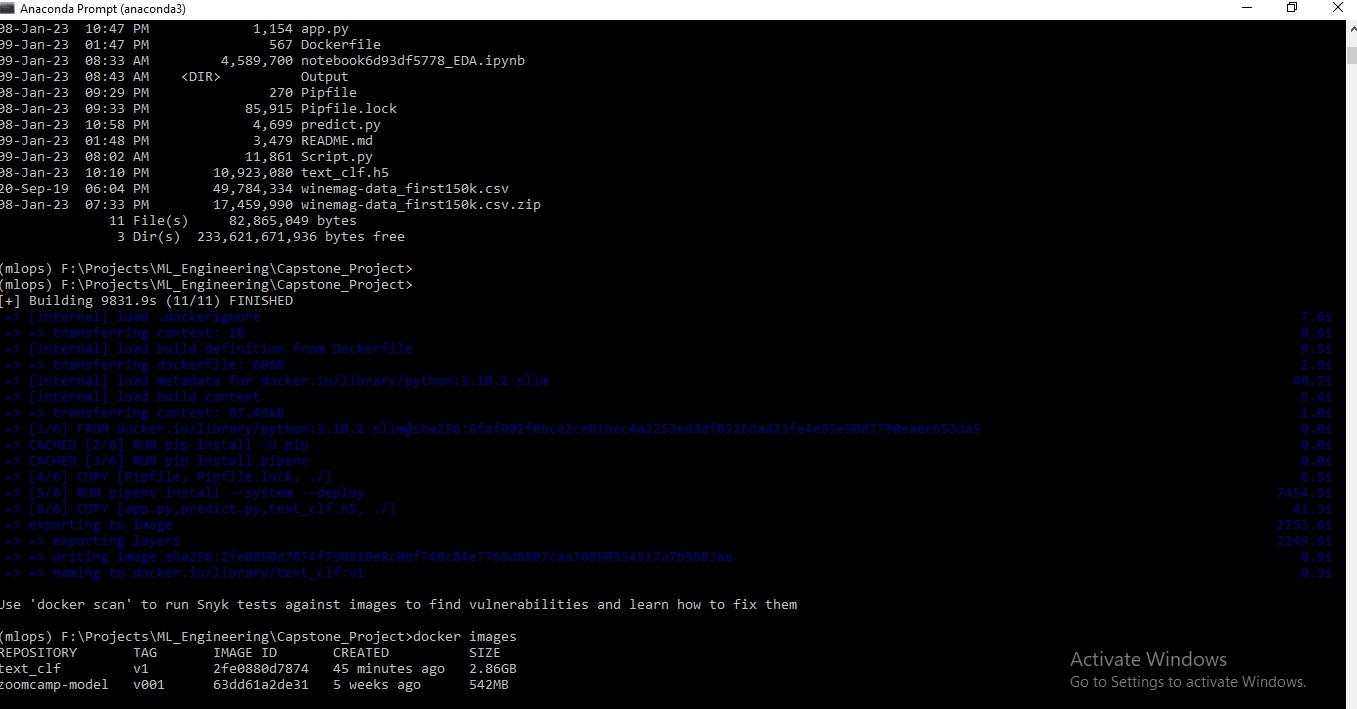 Anaconda Prompt (anaconda3)
08-Jan-23  10:47 PM             1,154 app.py
09-Jan-23  01:47 PM               567 Dockerfile
09-Jan-23  08:33 AM         4,589,700 notebook6d93df5778_EDA.ipynb
09-Jan-23  08:43 AM    <DIR>          Output
08-Jan-23  09:29 PM               270 Pipfile
08-Jan-23  09:33 PM            85,915 Pipfile.lock
08-Jan-23  10:58 PM             4,699 predict.py
09-Jan-23  01:48 PM             3,479 README.md
09-Jan-23  08:02 AM            11,861 Script.py
08-Jan-23  10:10 PM        10,923,080 text_clf.h5
20-Sep-19  06:04 PM        49,784,334 winemag-data_first150k.csv
08-Jan-23  07:33 PM        17,459,990 winemag-data_first150k.csv.zip
11 File(s)     82,865,049 bytes
3 Dir(s)  233,621,671,936 bytes free
(mlops) F:\Projects\ML_Engineering\Capstone_Project>
(mlops) F:\Projects\ML_Engineering\Capstone_Project>
[+] Building 9831.9s (11/11) FINISHED
=> [internal] load .dockerignore 7.6s
=> => transferring context: 2B 0.6s
=> [internal] load build definition from Dockerfile 9.5s
=> => transferring dockerfile: 606B 2.9s
=> [internal] load metadata for docker.io/library/python:3.10.2-slim 40.7s
=> [internal] load build context 5.4s
=> => transferring context: 87.49kB 1.0s
=> [1/6] FROM docker.io/library/python:3.10.2-slim 0.0s
=> CACHED [2/6] RUN pip install -U pip 0.0s
=> CACHED [3/6] RUN pip install pipenv 0.0s
=> [4/6] COPY [Pipfile, Pipfile.lock, ./] 6.5s
=> [5/6] RUN pipenv install --system --deploy 7454.5s
=> [6/6] COPY [app.py,predict.py,text_clf.h5, ./] 41.3s
=> exporting to image 2253.6s
=> => exporting layers 2249.6s
=> => writing image 0.9s
=> => naming to docker.io/library/text_clf:v1 0.3s
Use 'docker scan' to run Snyk tests against images to find vulnerabilities and learn how to fix them
(mlops) F:\Projects\ML_Engineering\Capstone_Project>docker images
REPOSITORY       TAG       IMAGE ID       CREATED          SIZE
text_clf         v1        2fe0880d7874   45 minutes ago   2.86GB
zoomcamp-model   v001      63dd61a2de31   5 weeks ago      542MB
Activate Windows
Go to Settings to activate Windows.